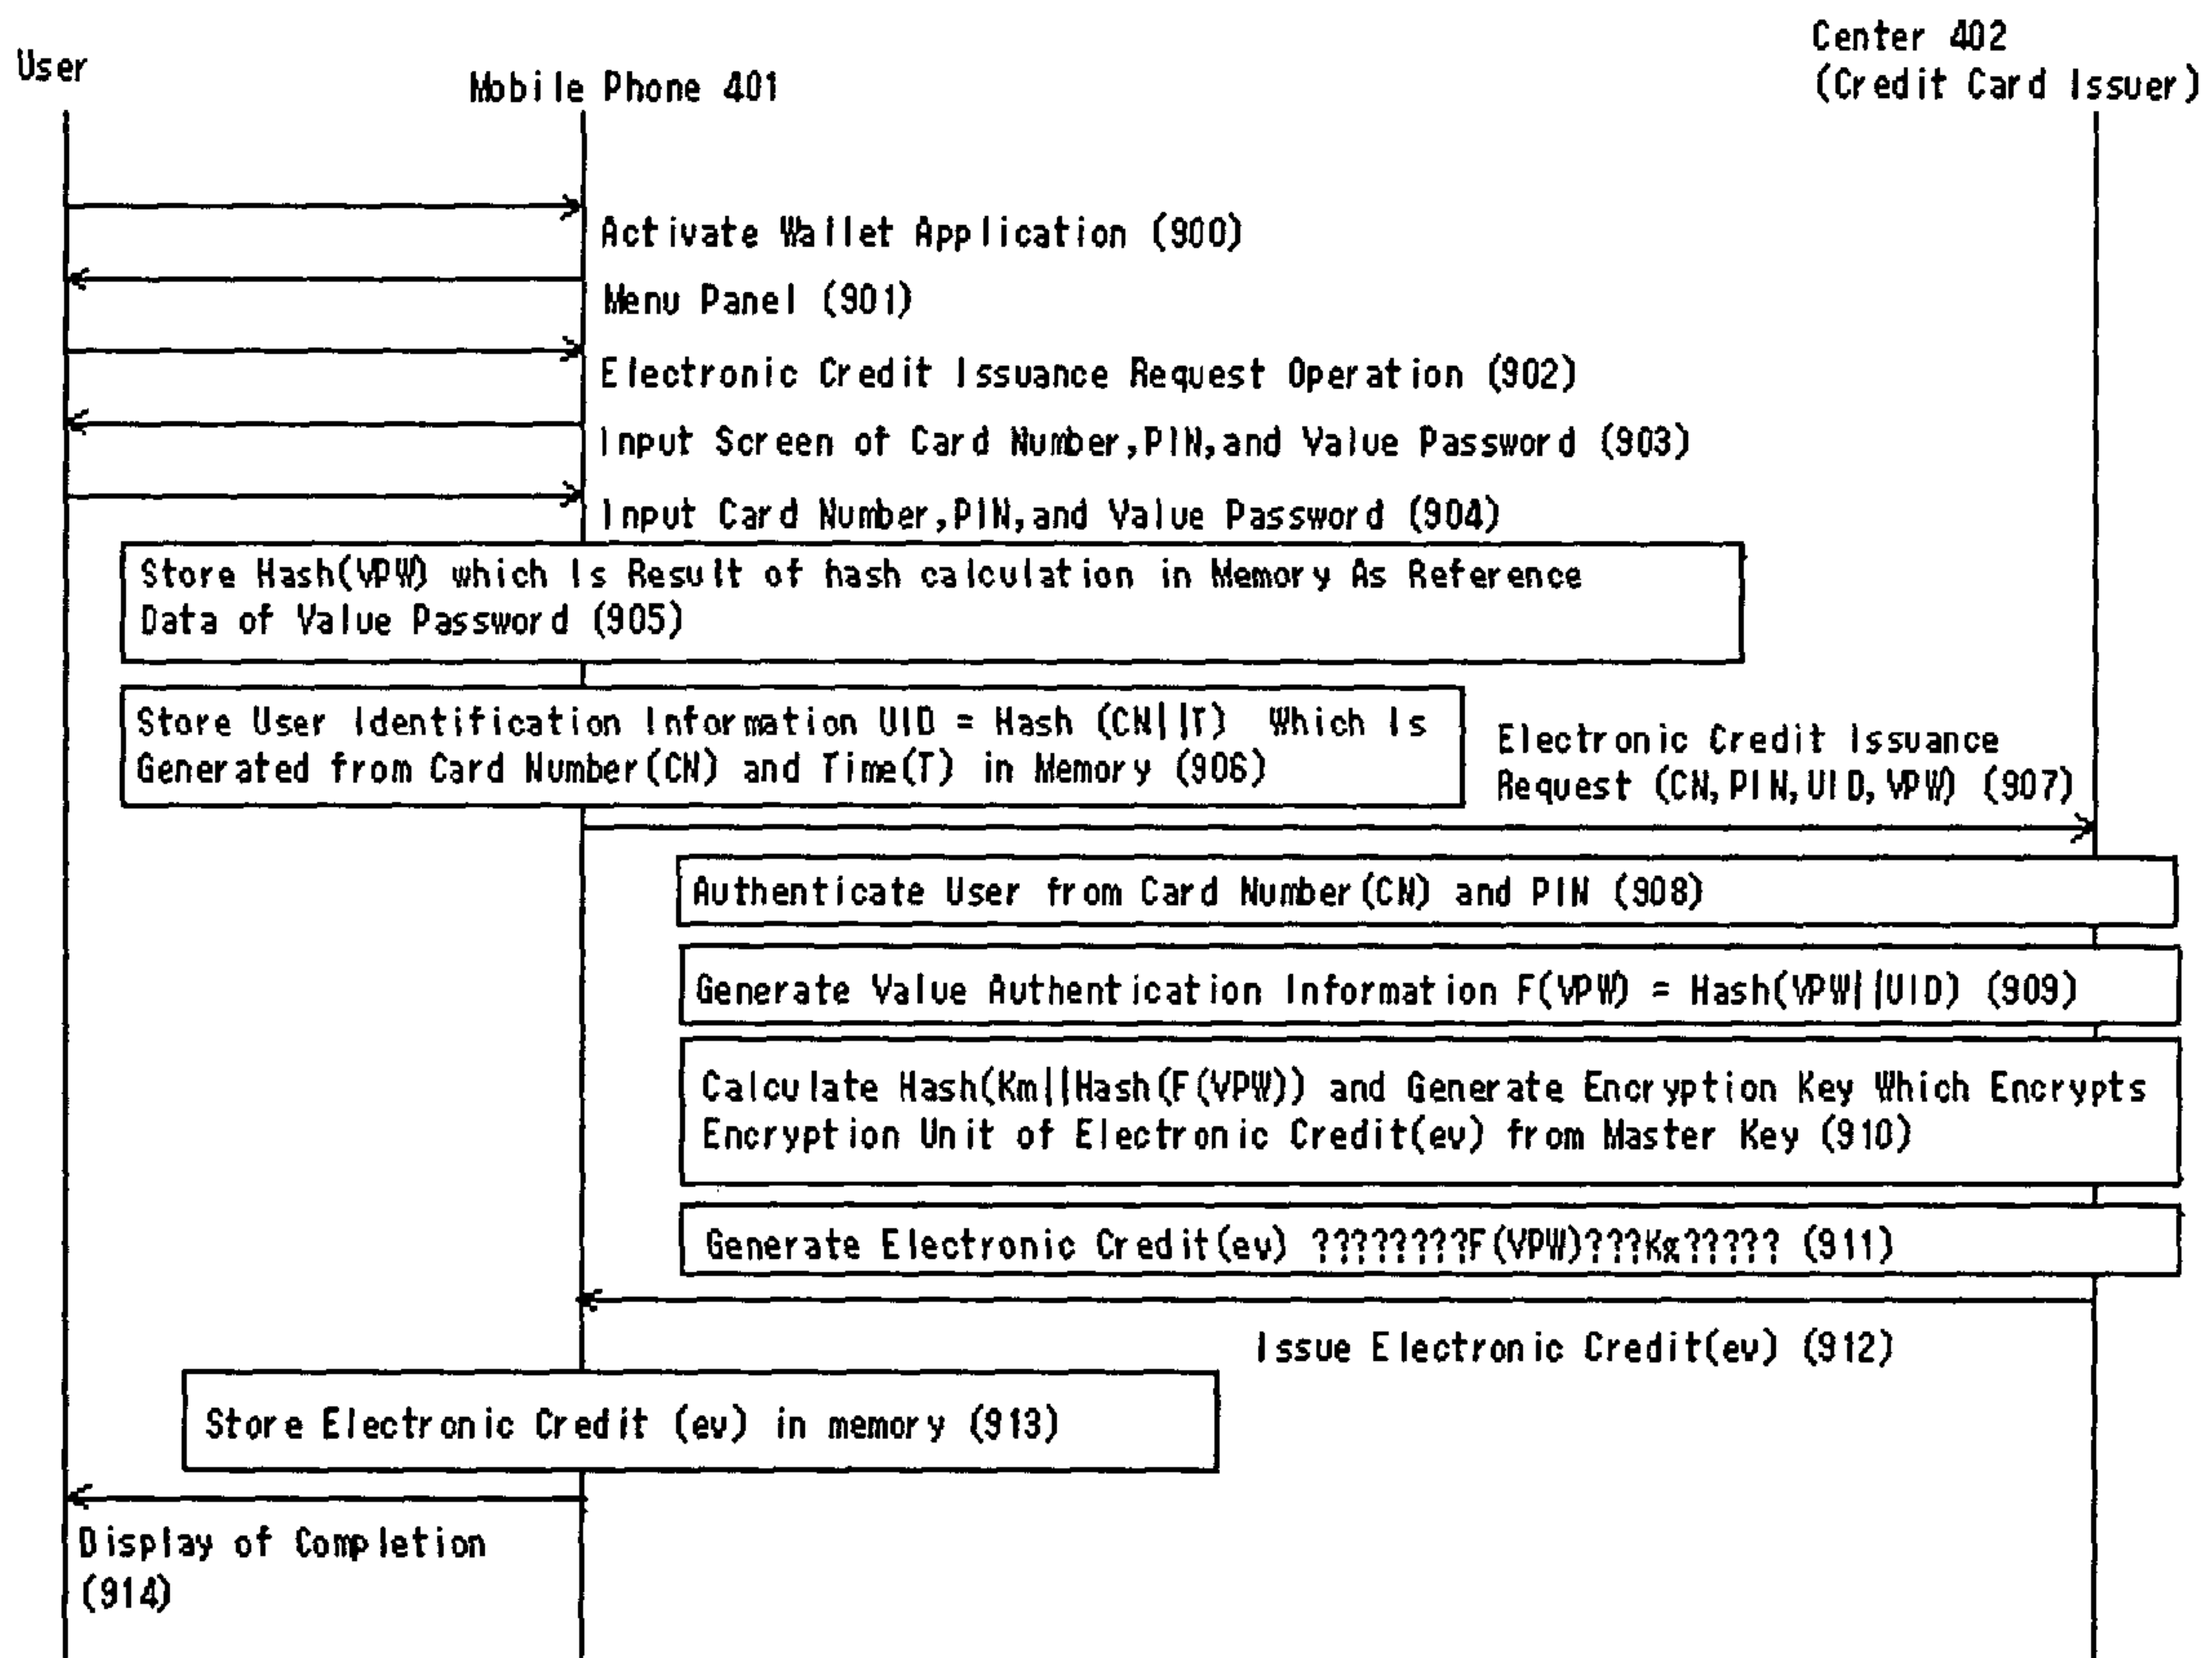 User
Mobile Phone 401
Center 402
(Credit Card Issuer)
Activate Wallet Application (900)
Menu Panel (901)
Electronic Credit Issuance Request Operation (902)
Input Screen of Card Number,PIN,and Value Password (903)
Input Card Number,PIN,and Value Password (904)
Store Hash(VPW) which Is Result of hash calculation in Memory As Reference
Data of Value Password (905)
Store User Identification Information UID = Hash (CN||T) Which Is
Generated from Card Number(CN) and Time(T) in Memory (906)
Electronic Credit Issuance
Request (CN,PIN,UID,VPW) (907)
Authenticate User from Card Number(CN) and PIN (908)
Generate Value Authentication Information F(VPW) = Hash(VPW||UID) (909)
Calculate Hash(Km||Hash(F(VPW)) and Generate Encryption Key Which Encrypts
Encryption Unit of Electronic Credit(ev) from Master Key (910)
Generate Electronic Credit(ev) ????????F(VPW)???Kg????? (911)
Issue Electronic Credit(ev) (912)
Store Electronic Credit (ev) in memory (913)
Display of Completion
(914)